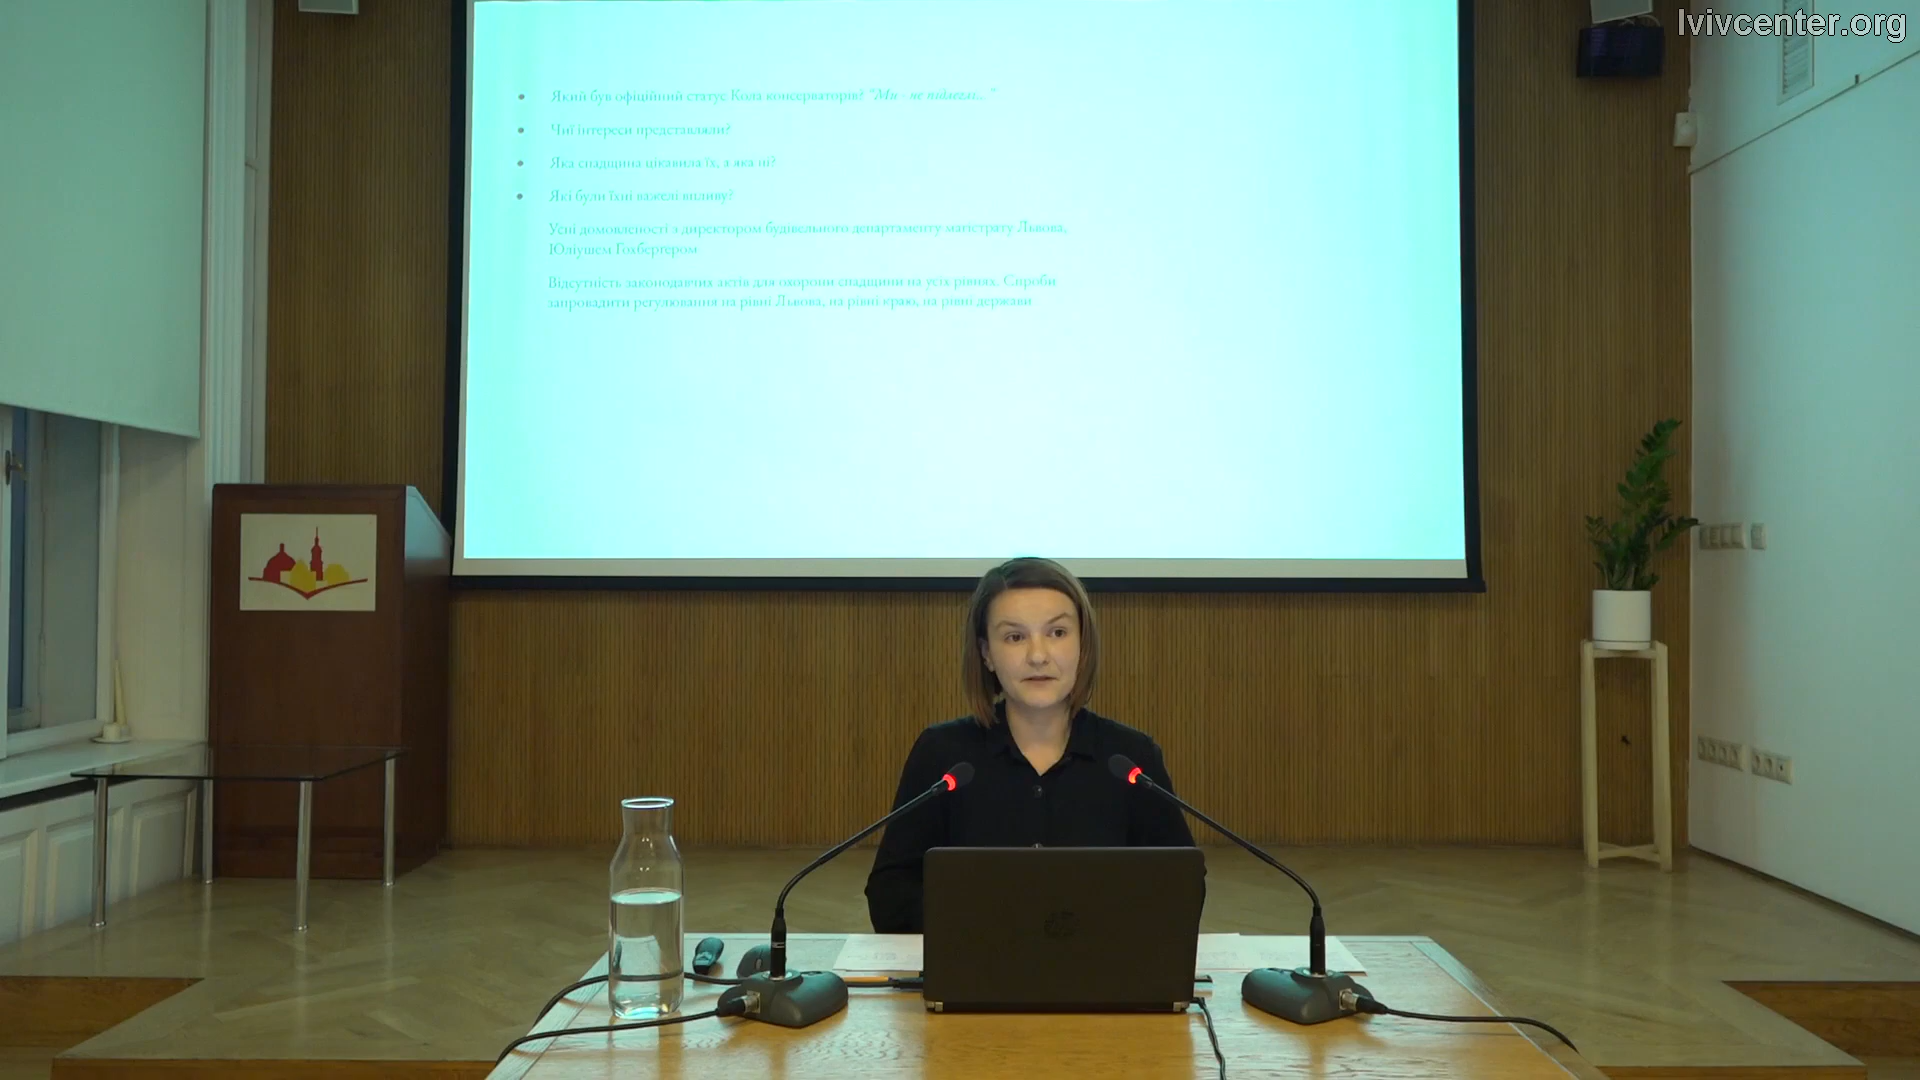 lvivcenter.org
Який був офіційний статус Кола консерваторів? "Ми - не підлеглі... "
Чиї інтереси представляли?
Яка спадщина цікавила їх, а яка ні?
Які були їхні важелі впливу?
Усні домовленості з директором будівельного департаменту магістрату Львова,
Юліушем Гохбергером
Відсутність законодавчих актів для охорони спадщини на усіх рівнях. Спроби
запровадити регулювання на рівні Львова, на рівні краю, на рівні держави